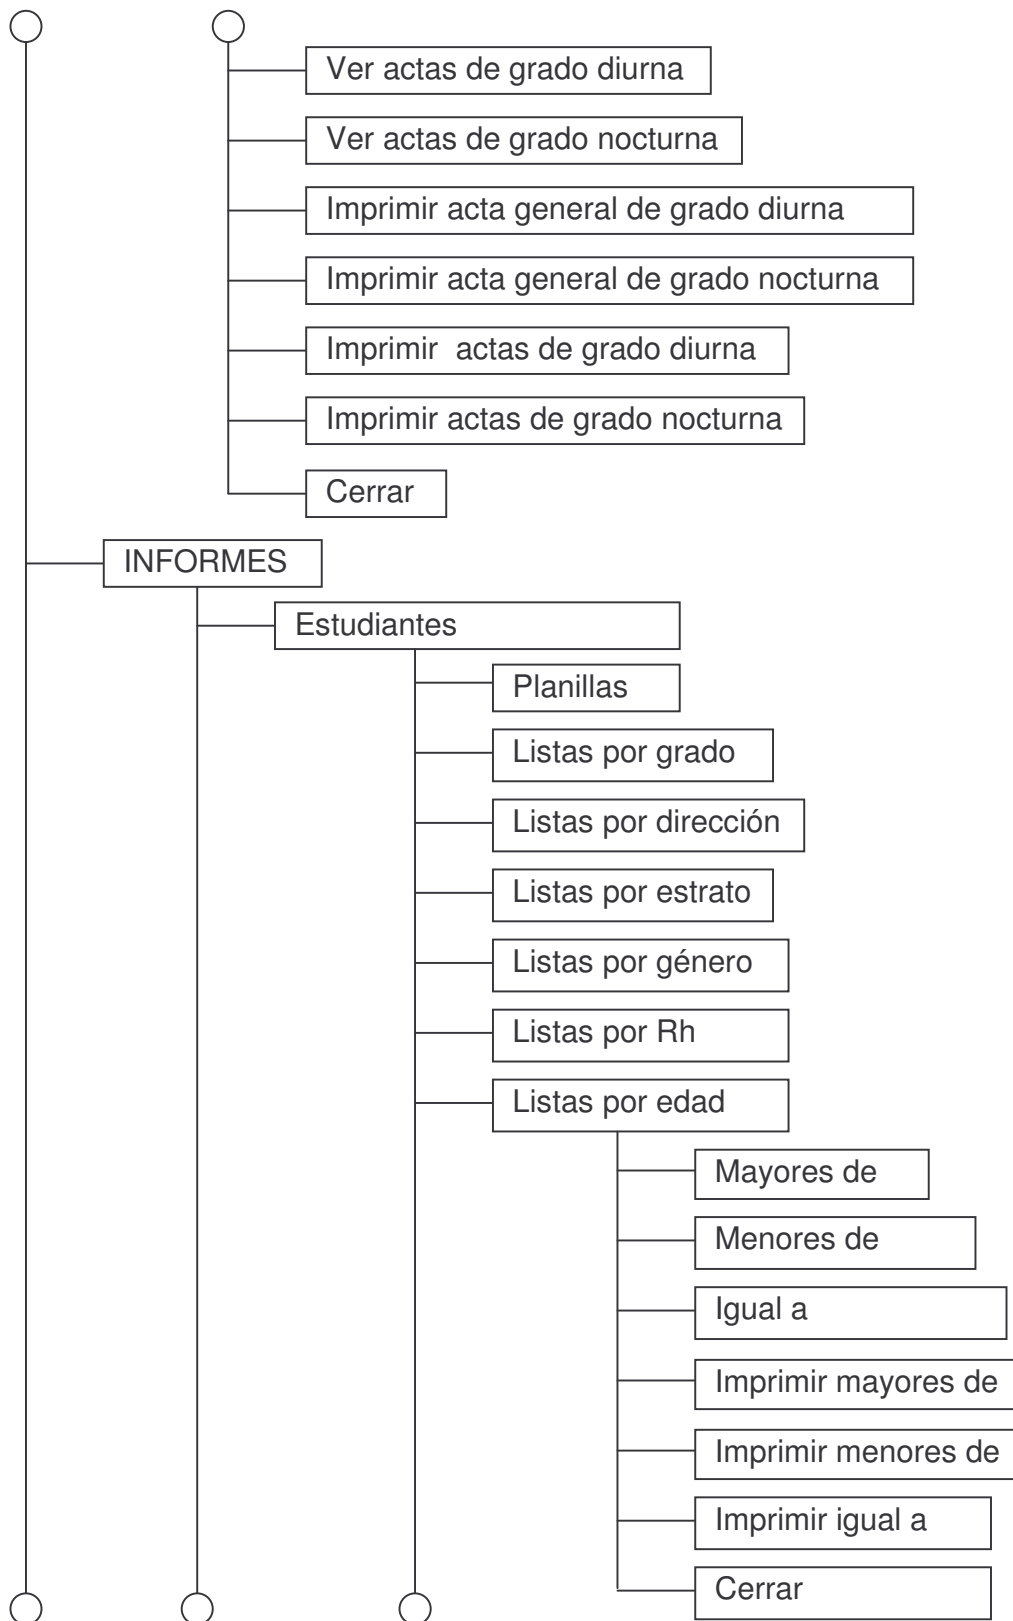 Ver actas de grado diurna
Ver actas de grado nocturna
Imprimir acta general de grado diurna
Imprimir acta general de grado nocturna
Imprimir  actas de grado diurna
Imprimir actas de grado nocturna
Cerrar
INFORMES
Estudiantes
Planillas
Listas por grado
Listas por dirección
Listas por estrato
Listas por género
Listas por Rh
Listas por edad
Mayores de
Menores de
Igual a
Imprimir mayores de
Imprimir menores de
Imprimir igual a
Cerrar